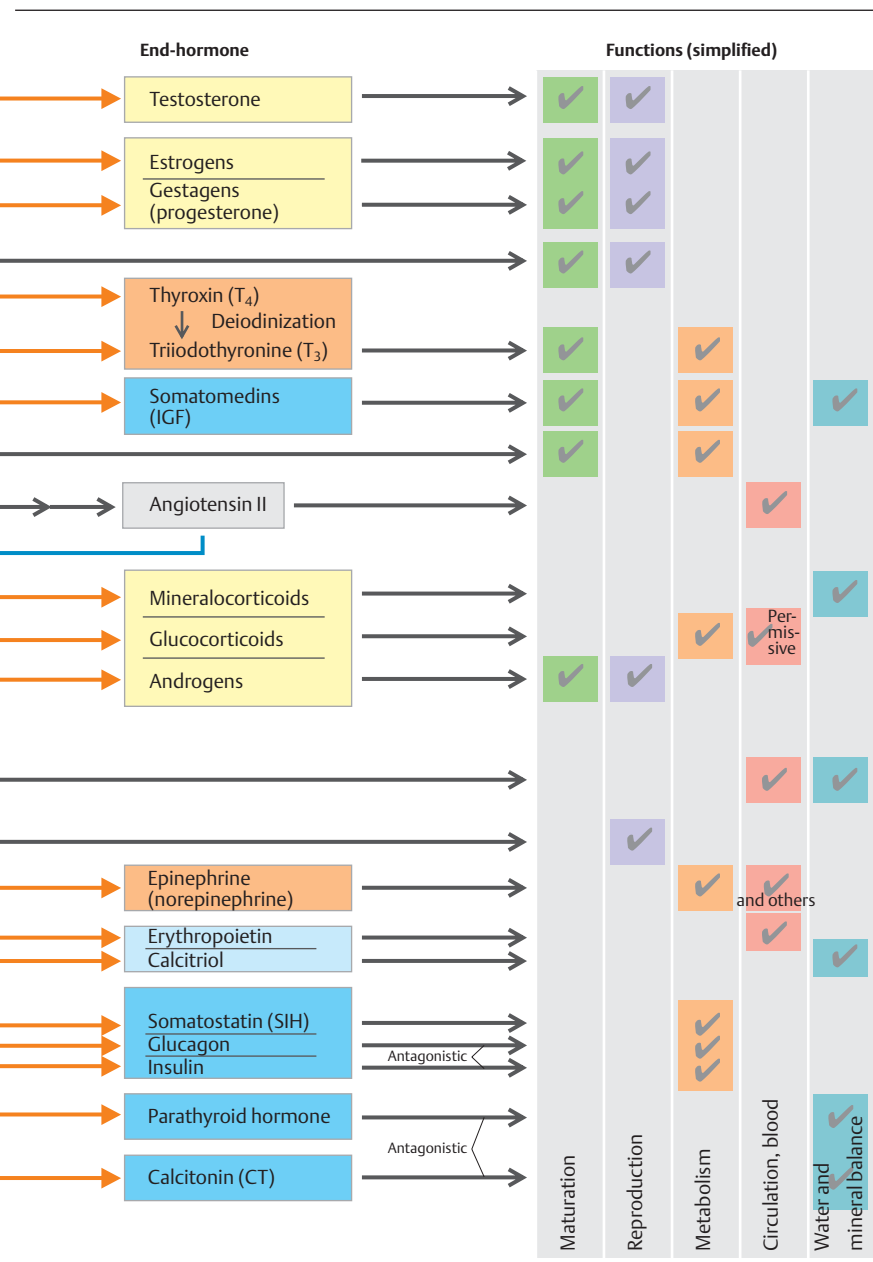 End-hormone
Functions (simplified)
Testosterone
Estrogens
Gestagens
(progesterone)
Thyroxin (T₄)
Deiodinization
Triiodothyronine (T₃)
Somatomedins
(IGF)
Angiotensin II
Mineralocorticoids
Glucocorticoids
Per-
mis-
sive
Androgens
Epinephrine
(norepinephrine)
and others
Erythropoietin
Calcitriol
Somatostatin (SIH)
Glucagon
Antagonistic
Insulin
Parathyroid hormone
Antagonistic
Calcitonin (CT)
Maturation
Reproduction
Metabolism
Circulation, blood
Water and
mineral balance